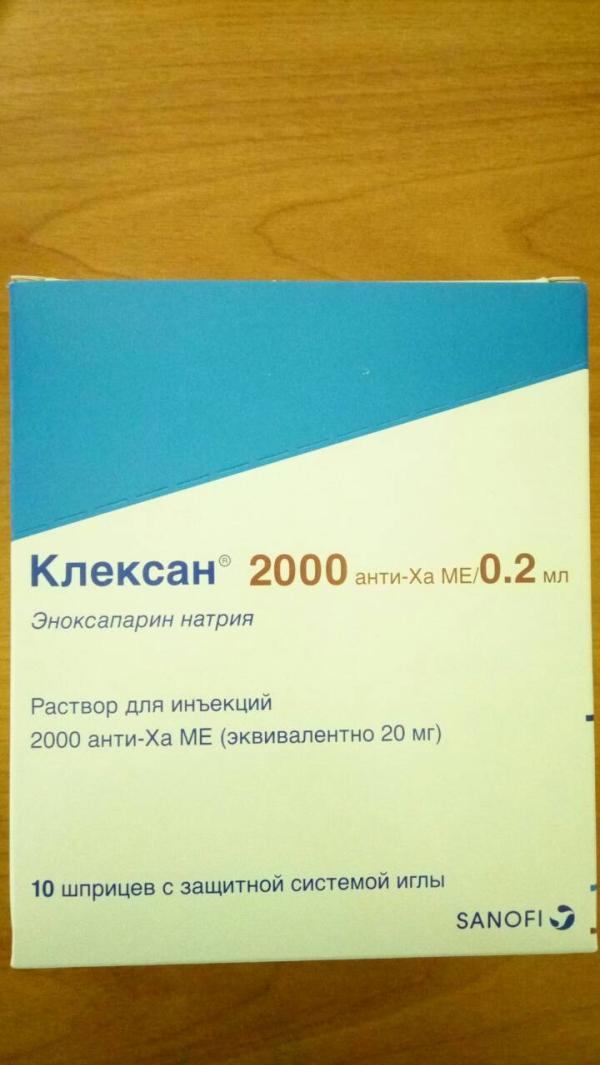 Клексан® 2000 анти-Ха МЕ/0.2 мл
Эноксапарин натрия
Раствор для инъекций
2000 анти-Ха МЕ (эквивалентно 20 мг)
10 шприцев с защитной системой иглы
SANOFI